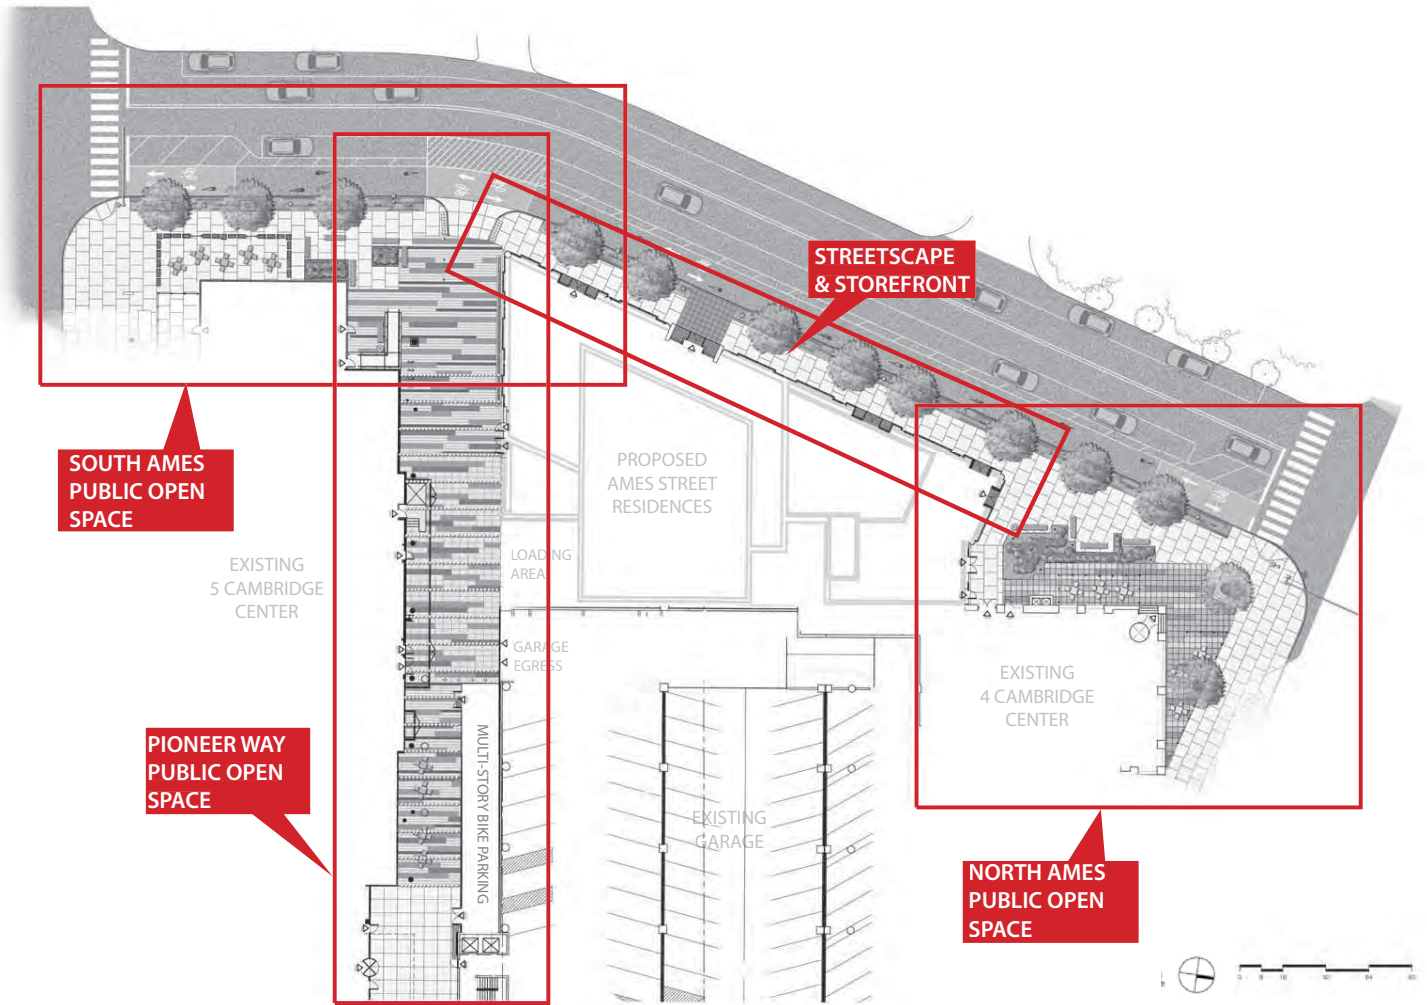 STREETSCAPE
& STOREFRONT
SOUTH AMES
PUBLIC OPEN
SPACE
PROPOSED
AMES STREET
RESIDENCES
EXISTING
5 CAMBRIDGE
CENTER
LOADING
AREA
GARAGE
EGRESS
EXISTING
4 CAMBRIDGE
CENTER
PIONEER WAY
PUBLIC OPEN
SPACE
MULTI-STORY BIKE PARKING
EXISTING
GARAGE
NORTH AMES
PUBLIC OPEN
SPACE